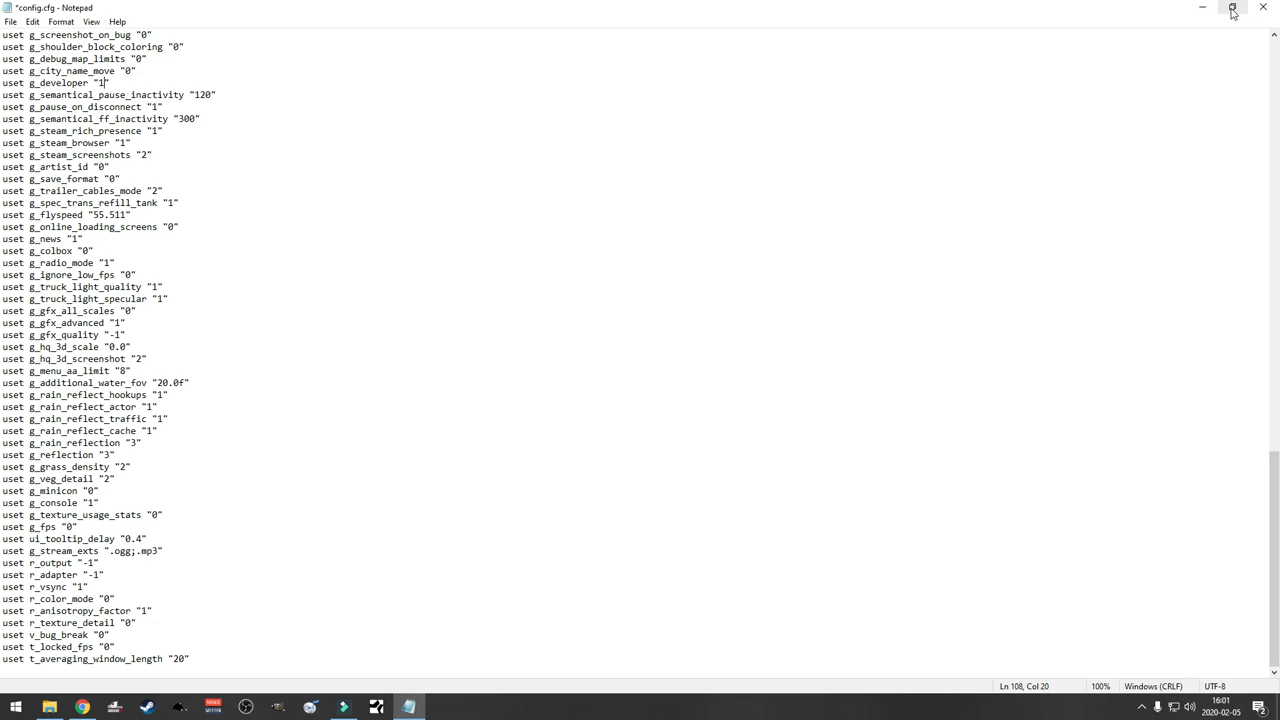 *config.cfg - Notepad
File Edit Format View Help
uset g_screenshot_on_bug "0"
uset g_shoulder_block_coloring "0"
uset g_debug_map_limits "0"
uset g_city_name_move "0"
uset g_developer "1"
uset g_semantical_pause_inactivity "120"
uset g_pause_on_disconnect "1"
uset g_semantical_ff_inactivity "300"
uset g_steam_rich_presence "1"
uset g_steam_browser "1"
uset g_steam_screenshots "2"
uset g_artist_id "0"
uset g_save_format "0"
uset g_trailer_cables_mode "2"
uset g_spec_trans_refill_tank "1"
uset g_flyspeed "55.511"
uset g_online_loading_screens "0"
uset g_news "1"
uset g_colbox "0"
uset g_radio_mode "1"
uset g_ignore_low_fps "0"
uset g_truck_light_quality "1"
uset g_truck_light_specular "1"
uset g_gfx_all_scales "0"
uset g_gfx_advanced "1"
uset g_gfx_quality "-1"
uset g_hq_3d_scale "0.0"
uset g_hq_3d_screenshot "2"
uset g_menu_aa_limit "8"
uset g_additional_water_fov "20.0f"
uset g_rain_reflect_hookups "1"
uset g_rain_reflect_actor "1"
uset g_rain_reflect_traffic "1"
uset g_rain_reflect_cache "1"
uset g_rain_reflection "3"
uset g_reflection "3"
uset g_grass_density "2"
uset g_veg_detail "2"
uset g_minicon "0"
uset g_console "1"
uset g_texture_usage_stats "0"
uset g_fps "0"
uset ui_tooltip_delay "0.4"
uset g_stream_exts ".ogg;.mp3"
uset r_output "-1"
uset r_adapter "-1"
uset r_vsync "1"
uset r_color_mode "0"
uset r_anisotropy_factor "1"
uset r_texture_detail "0"
uset v_bug_break "0"
uset t_locked_fps "0"
uset t_averaging_window_length "20"
Ln 108, Col 20 100% Windows (CRLF) UTF-8
16:01
2020-02-05
2